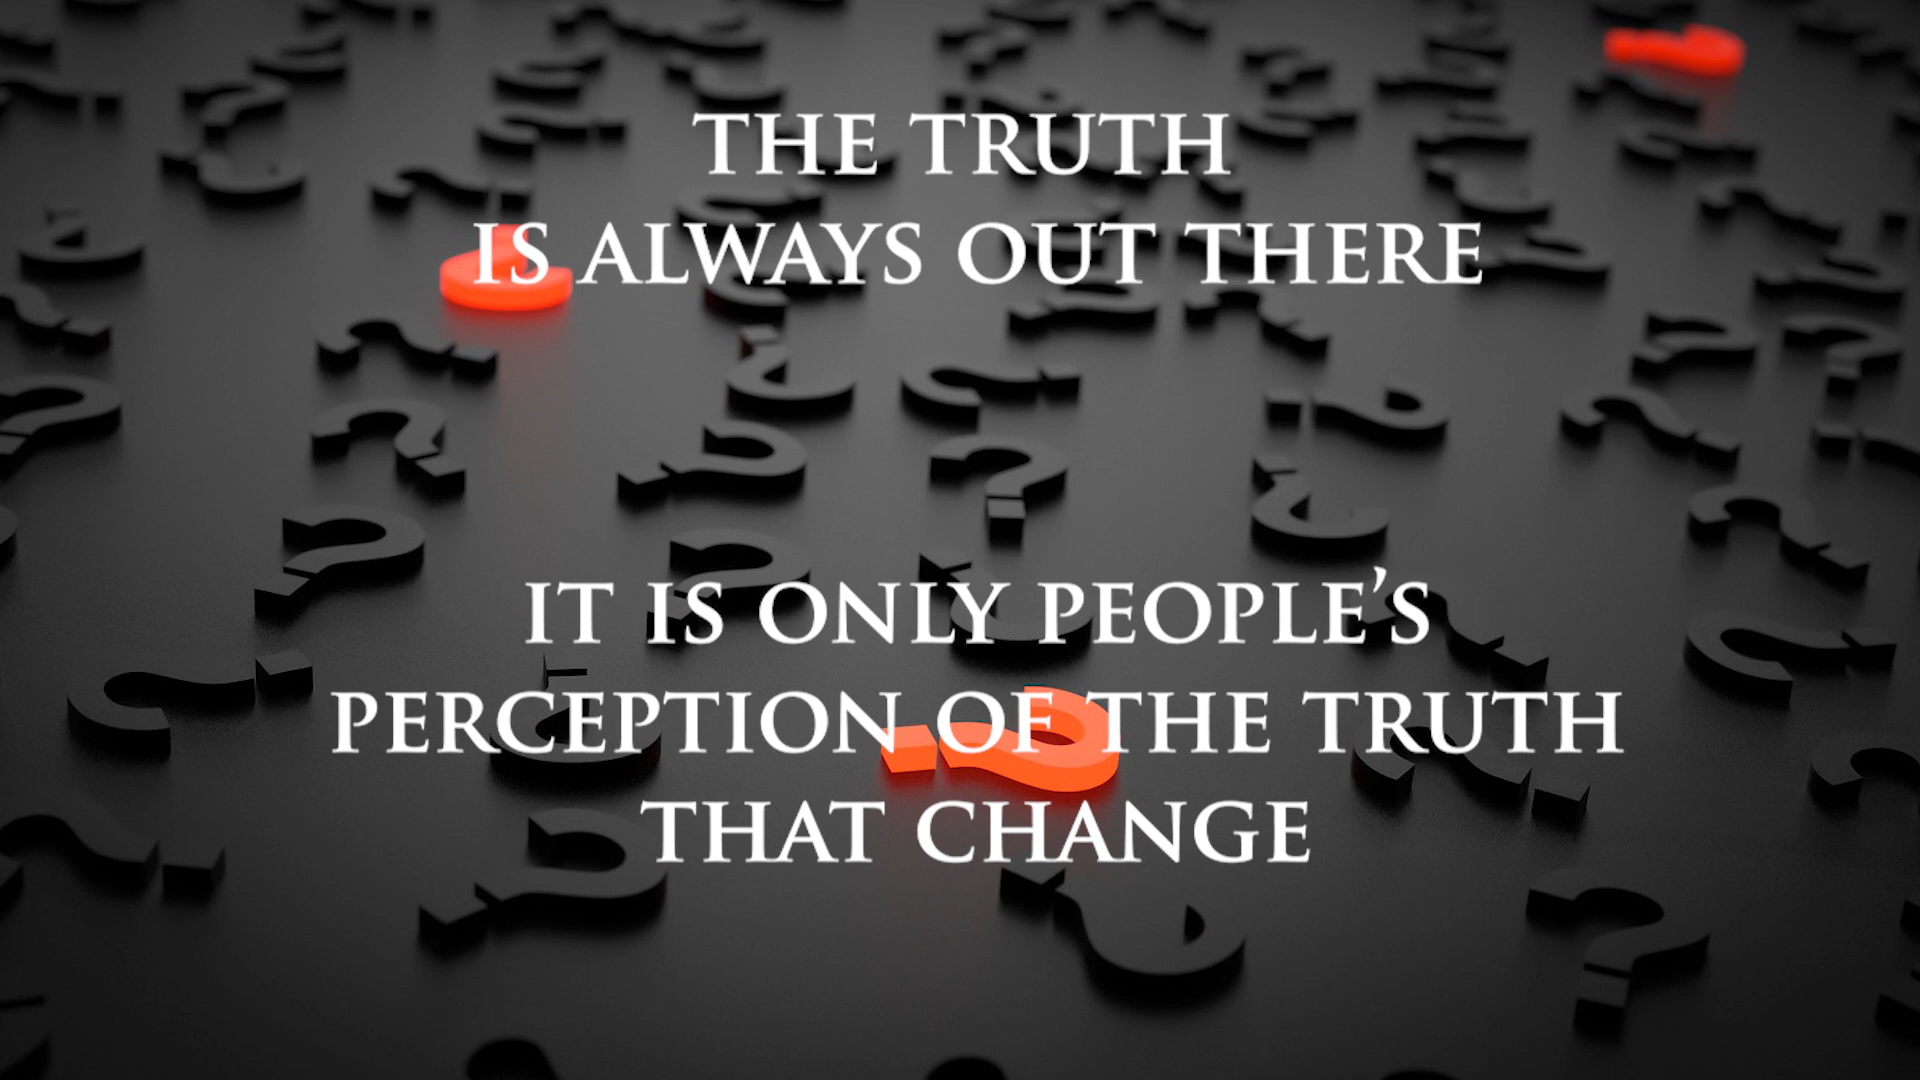 THE TRUTH
IS ALWAYS OUT THERE
IT IS ONLY PEOPLE’S
PERCEPTION OF THE TRUTH
THAT CHANGE